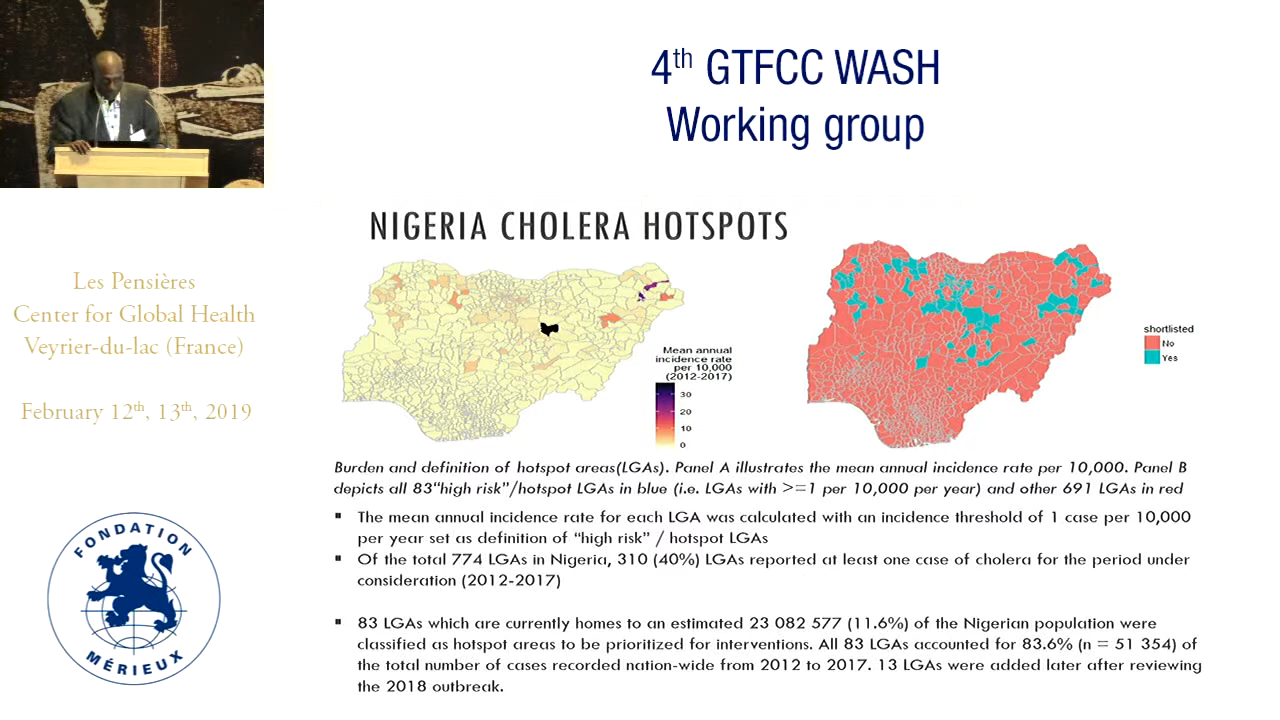 4th GTFCC WASH
Working group
NIGERIA CHOLERA HOTSPOTS
Les Pensières
Center for Global Health
Veyrier-du-lac (France)
February 12th, 13th, 2019
Mean annual
incidence rate
per 10,000
(2012-2017)
30
20
10
0
shortlisted
No
Yes
Burden and definition of hotspot areas(LGAs). Panel A illustrates the mean annual incidence rate per 10,000. Panel B
depicts all 83“high risk”/hotspot LGAs in blue (i.e. LGAs with >=1 per 10,000 per year) and other 691 LGAs in red
▪ The mean annual incidence rate for each LGA was calculated with an incidence threshold of 1 case per 10,000
per year set as definition of “high risk” / hotspot LGAs
▪ Of the total 774 LGAs in Nigeria, 310 (40%) LGAs reported at least one case of cholera for the period under
consideration (2012-2017)
▪ 83 LGAs which are currently homes to an estimated 23 082 577 (11.6%) of the Nigerian population were
classified as hotspot areas to be prioritized for interventions. All 83 LGAs accounted for 83.6% (n = 51 354) of
the total number of cases recorded nation-wide from 2012 to 2017. 13 LGAs were added later after reviewing
the 2018 outbreak.
FONDATION
MÉRIEUX